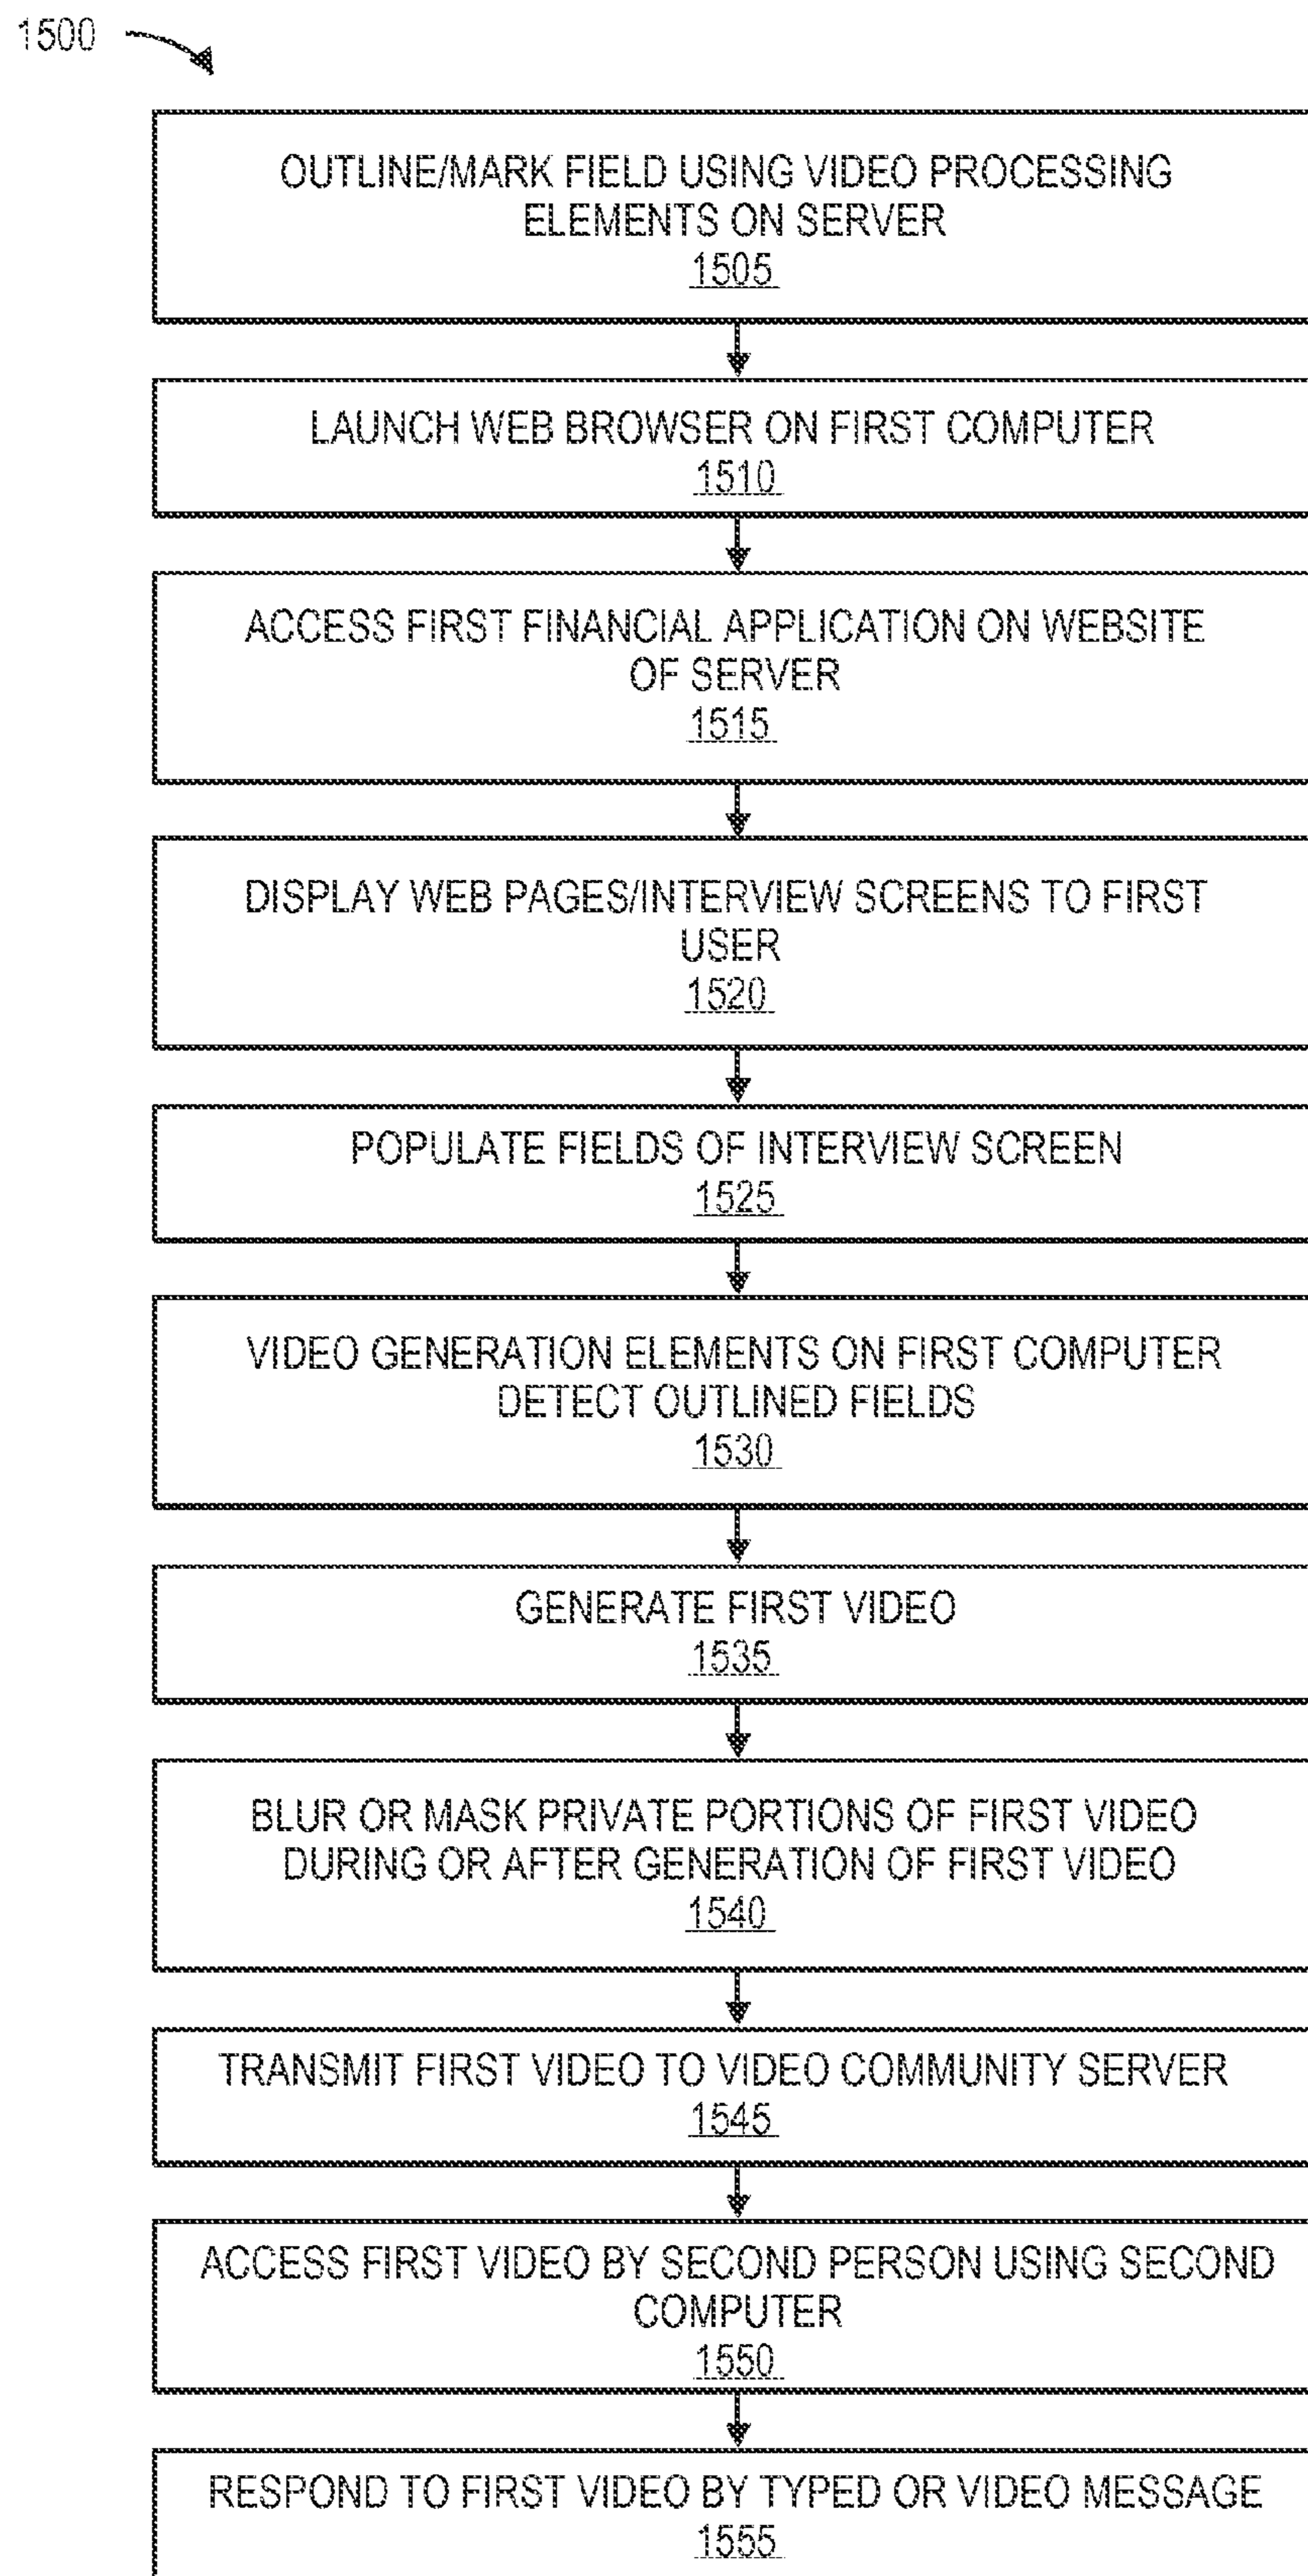 1500
OUTLINE/MARK FIELD USING VIDEO PROCESSING
ELEMENTS ON SERVER
1505
LAUNCH WEB BROWSER ON FIRST COMPUTER
1510
ACCESS FIRST FINANCIAL APPLICATION ON WEBSITE
OF SERVER
1515
DISPLAY WEB PAGES/INTERVIEW SCREENS TO FIRST
USER
1520
POPULATE FIELDS OF INTERVIEW SCREEN
1525
VIDEO GENERATION ELEMENTS ON FIRST COMPUTER
DETECT OUTLINED FIELDS
1530
GENERATE FIRST VIDEO
1535
BLUR OR MASK PRIVATE PORTIONS OF FIRST VIDEO
DURING OR AFTER GENERATION OF FIRST VIDEO
1540
TRANSMIT FIRST VIDEO TO VIDEO COMMUNITY SERVER
1545
ACCESS FIRST VIDEO BY SECOND PERSON USING SECOND
COMPUTER
1550
RESPOND TO FIRST VIDEO BY TYPED OR VIDEO MESSAGE
1555